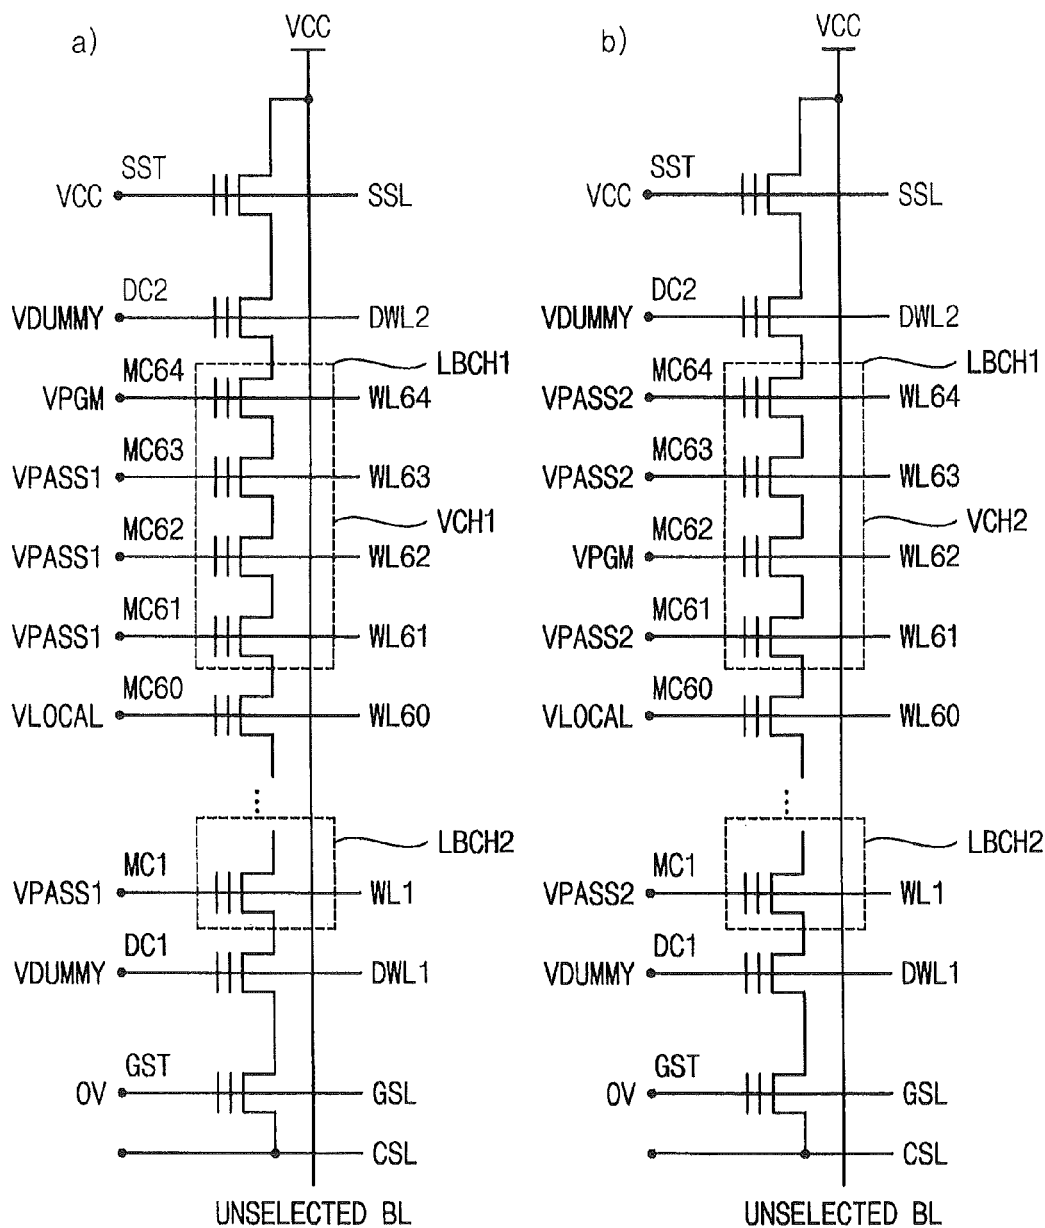 a)
VCC
SST
VCC
SSL
DC2
VDUMMY
DWL2
LBCH1
MC64
VPGM
WL64
MC63
VPASS1
WL63
VCH1
MC62
VPASS1
WL62
MC61
VPASS1
WL61
MC60
VLOCAL
WL60
LBCH2
MC1
VPASS1
WL1
DC1
VDUMMY
DWL1
GST
0V
GSL
CSL
UNSELECTED BL
b)
VCC
SST
VCC
SSL
DC2
VDUMMY
DWL2
LBCH1
MC64
VPASS2
WL64
MC63
VPASS2
WL63
VCH2
MC62
VPGM
WL62
MC61
VPASS2
WL61
MC60
VLOCAL
WL60
LBCH2
MC1
VPASS2
WL1
DC1
VDUMMY
DWL1
GST
0V
GSL
CSL
UNSELECTED BL